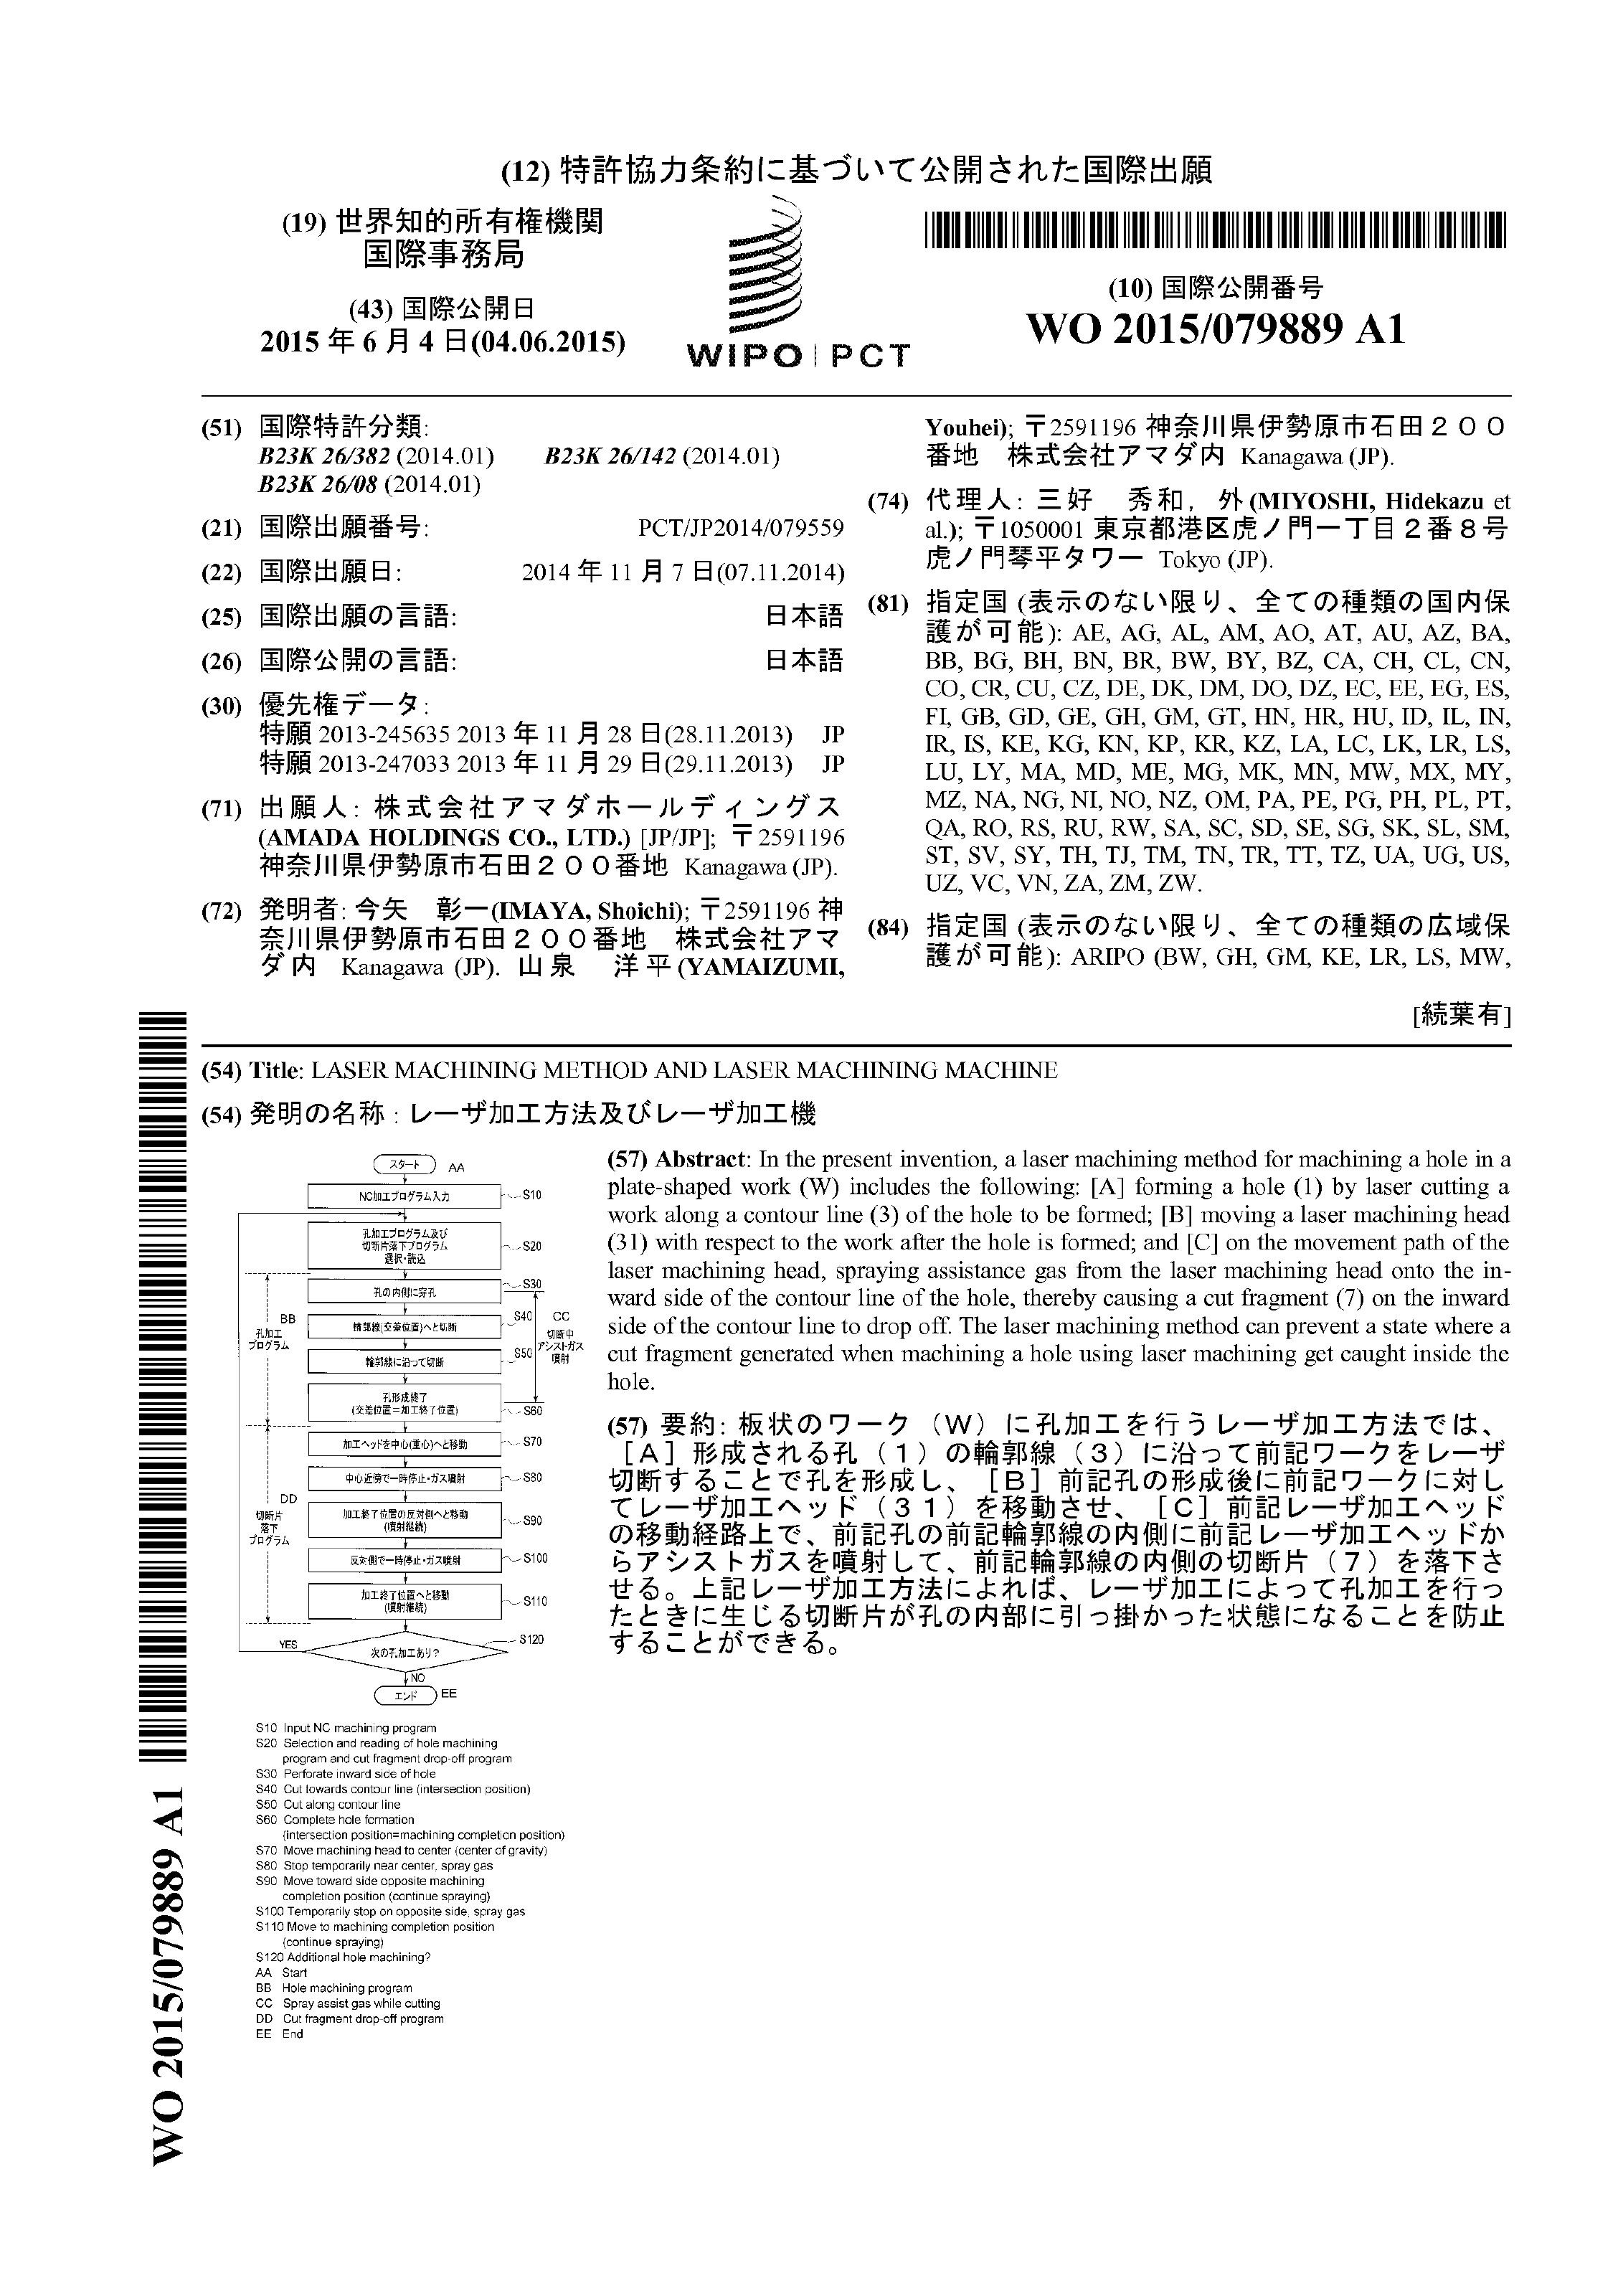 (12) 特許協力条約に基づいて公開された国際出願
(19) 世界知的所有権機関
国際事務局
(43) 国際公開日
2015 年 6 月 4 日(04.06.2015)
WIPO | PCT
(10) 国際公開番号
WO 2015/079889 A1
(51) 国際特許分類:
B23K 26/382 (2014.01) B23K 26/142 (2014.01)
B23K 26/08 (2014.01)
(21) 国際出願番号: PCT/JP2014/079559
(22) 国際出願日: 2014 年 11 月 7 日(07.11.2014)
(25) 国際出願の言語: 日本語
(26) 国際公開の言語: 日本語
(30) 優先権データ:
特願 2013-245635 2013 年 11 月 28 日(28.11.2013) JP
特願 2013-247033 2013 年 11 月 29 日(29.11.2013) JP
(71) 出願人: 株式会社アマダホールディングス
(AMADA HOLDINGS CO., LTD.) [JP/JP]; 〒2591196
神奈川県伊勢原市石田２００番地 Kanagawa (JP).
(72) 発明者: 今矢 彰一(IMAYA, Shoichi); 〒2591196 神
奈川県伊勢原市石田２００番地 株式会社アマ
ダ内 Kanagawa (JP). 山泉 洋平(YAMAIZUMI,
Youhei); 〒2591196 神奈川県伊勢原市石田２００
番地 株式会社アマダ内 Kanagawa (JP).
(74) 代理人: 三好 秀和, 外(MIYOSHI, Hidekazu et
al.); 〒1050001 東京都港区虎ノ門一丁目２番８号
虎ノ門琴平タワー Tokyo (JP).
(81) 指定国 (表示のない限り、全ての種類の国内保
護が可能): AE, AG, AL, AM, AO, AT, AU, AZ, BA,
BB, BG, BH, BN, BR, BW, BY, BZ, CA, CH, CL, CN,
CO, CR, CU, CZ, DE, DK, DM, DO, DZ, EC, EE, EG, ES,
FI, GB, GD, GE, GH, GM, GT, HN, HR, HU, ID, IL, IN,
IR, IS, KE, KG, KN, KP, KR, KZ, LA, LC, LK, LR, LS,
LU, LY, MA, MD, ME, MG, MK, MN, MW, MX, MY,
MZ, NA, NG, NI, NO, NZ, OM, PA, PE, PG, PH, PL, PT,
QA, RO, RS, RU, RW, SA, SC, SD, SE, SG, SK, SL, SM,
ST, SV, SY, TH, TJ, TM, TN, TR, TT, TZ, UA, UG, US,
UZ, VC, VN, ZA, ZM, ZW.
(84) 指定国 (表示のない限り、全ての種類の広域保
護が可能): ARIPO (BW, GH, GM, KE, LR, LS, MW,
[続葉有]
(54) Title: LASER MACHINING METHOD AND LASER MACHINING MACHINE
(54) 発明の名称 : レーザ加工方法及びレーザ加工機
スタート AA
NC加工プログラム入力 S10
孔加工プログラム及び
切断片落下プログラム
選択・読込
S20
孔の内側に穿孔 S30
輪郭線(交差位置)へと切断 S40
輪郭線に沿って切断 S50
孔形成終了
(交差位置=加工終了位置) S60
BB
孔加工
プログラム
CC
切断中
アシストガス
噴射
加工ヘッドを中心(重心)へと移動 S70
中心近傍で一時停止・ガス噴射 S80
加工終了位置の反対側へと移動
(噴射継続) S90
反対側で一時停止・ガス噴射 S100
加工終了位置へと移動
(噴射継続) S110
DD
切断片
落下
プログラム
次の孔加工あり? S120
YES
NO
エンド EE
S10 Input NC machining program
S20 Selection and reading of hole machining
program and cut fragment drop-off program
S30 Perforate inward side of hole
S40 Cut towards contour line (intersection position)
S50 Cut along contour line
S60 Complete hole formation
(intersection position=machining completion position)
S70 Move machining head to center (center of gravity)
S80 Stop temporarily near center, spray gas
S90 Move toward side opposite machining
completion position (continue spraying)
S100 Temporarily stop on opposite side, spray gas
S110 Move to machining completion position
(continue spraying)
S120 Additional hole machining?
AA Start
BB Hole machining program
CC Spray assist gas while cutting
DD Cut fragment drop-off program
EE End
(57) Abstract: In the present invention, a laser machining method for machining a hole in a
plate-shaped work (W) includes the following: [A] forming a hole (1) by laser cutting a
work along a contour line (3) of the hole to be formed; [B] moving a laser machining head
(31) with respect to the work after the hole is formed; and [C] on the movement path of the
laser machining head, spraying assistance gas from the laser machining head onto the in-
ward side of the contour line of the hole, thereby causing a cut fragment (7) on the inward
side of the contour line to drop off. The laser machining method can prevent a state where a
cut fragment generated when machining a hole using laser machining get caught inside the
hole.
(57) 要約: 板状のワーク（W）に孔加工を行うレーザ加工方法では、
［A］形成される孔（１）の輪郭線（３）に沿って前記ワークをレーザ
切断することで孔を形成し、［B］前記孔の形成後に前記ワークに対し
てレーザ加工ヘッド（３１）を移動させ、［C］前記レーザ加工ヘッド
の移動経路上で、前記孔の前記輪郭線の内側に前記レーザ加工ヘッドか
らアシストガスを噴射して、前記輪郭線の内側の切断片（７）を落下さ
せる。上記レーザ加工方法によれば、レーザ加工によって孔加工を行っ
たときに生じる切断片が孔の内部に引っ掛かった状態になることを防止
することができる。
WO 2015/079889 A1